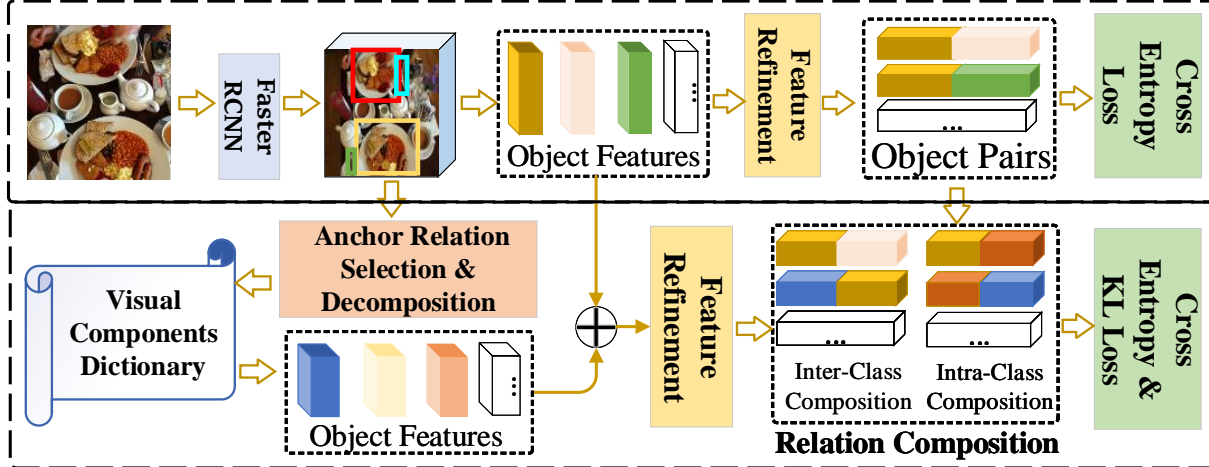 Faster
RCNN
Object Features
Feature
Refinement
...
Object Pairs
Cross
Entropy
Loss
Anchor Relation
Selection &
Decomposition
Visual
Components
Dictionary
Object Features
Feature
Refinement
...
Inter-Class
Composition
...
Intra-Class
Composition
Relation Composition
Cross
Entropy &
KL Loss